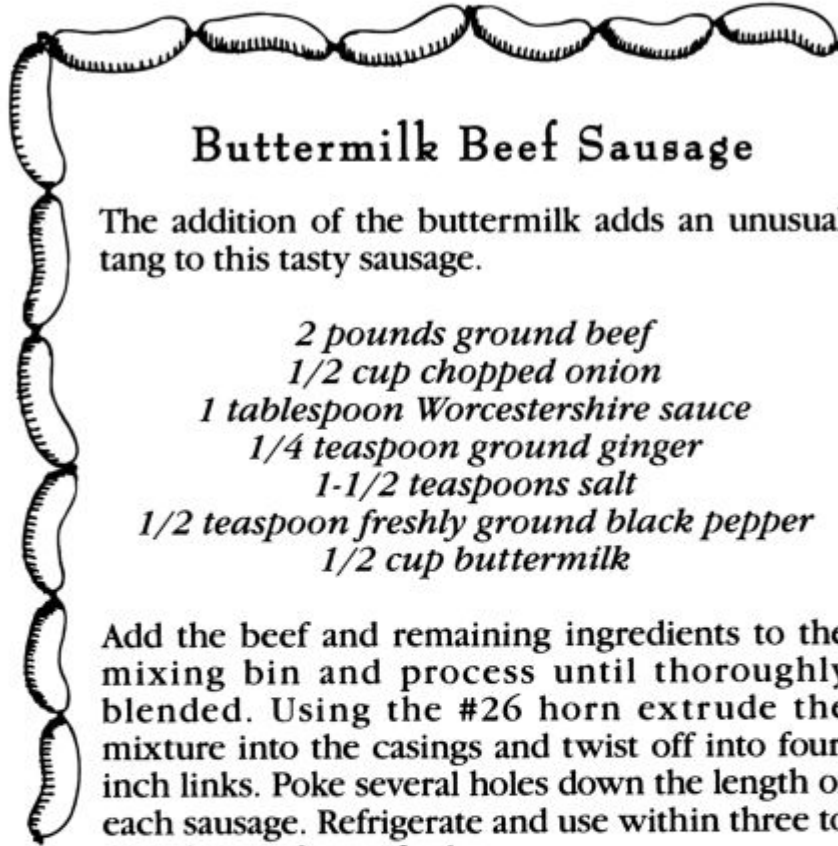 Buttermilk Beef Sausage
The addition of the buttermilk adds an unusual
tang to this tasty sausage.
2 pounds ground beef
1/2 cup chopped onion
1 tablespoon Worcestershire sauce
1/4 teaspoon ground ginger
1-1/2 teaspoons salt
1/2 teaspoon freshly ground black pepper
1/2 cup buttermilk
Add the beef and remaining ingredients to the
mixing bin and process until thoroughly
blended. Using the #26 horn extrude the
mixture into the casings and twist off into four
inch links. Poke several holes down the length of
each sausage. Refrigerate and use within three to